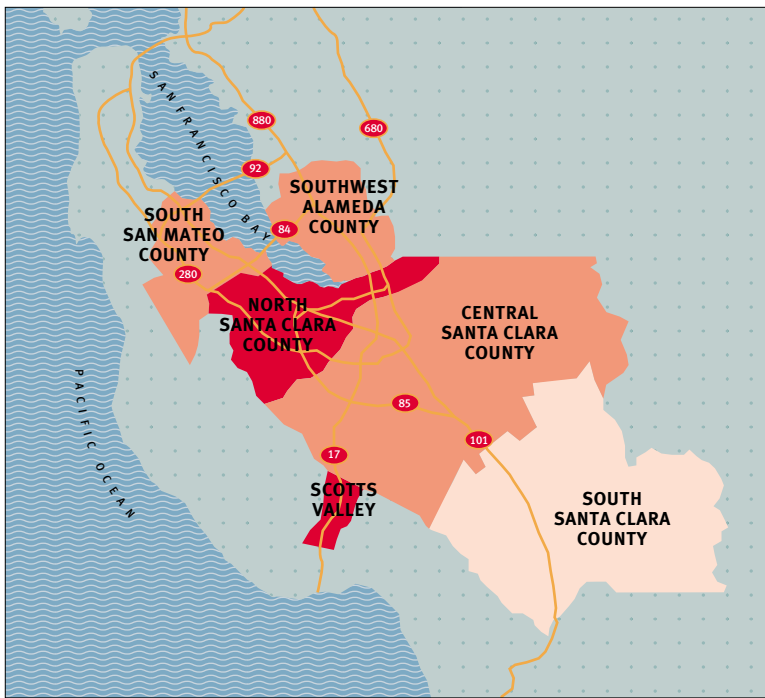 SAN FRANCISCO BAY
880
680
92
SOUTHWEST
ALAMEDA
COUNTY
SOUTH
SAN MATEO
COUNTY
84
280
NORTH
SANTA CLARA
COUNTY
CENTRAL
SANTA CLARA
COUNTY
PACIFIC OCEAN
85
101
17
SCOTTS
VALLEY
SOUTH
SANTA CLARA
COUNTY